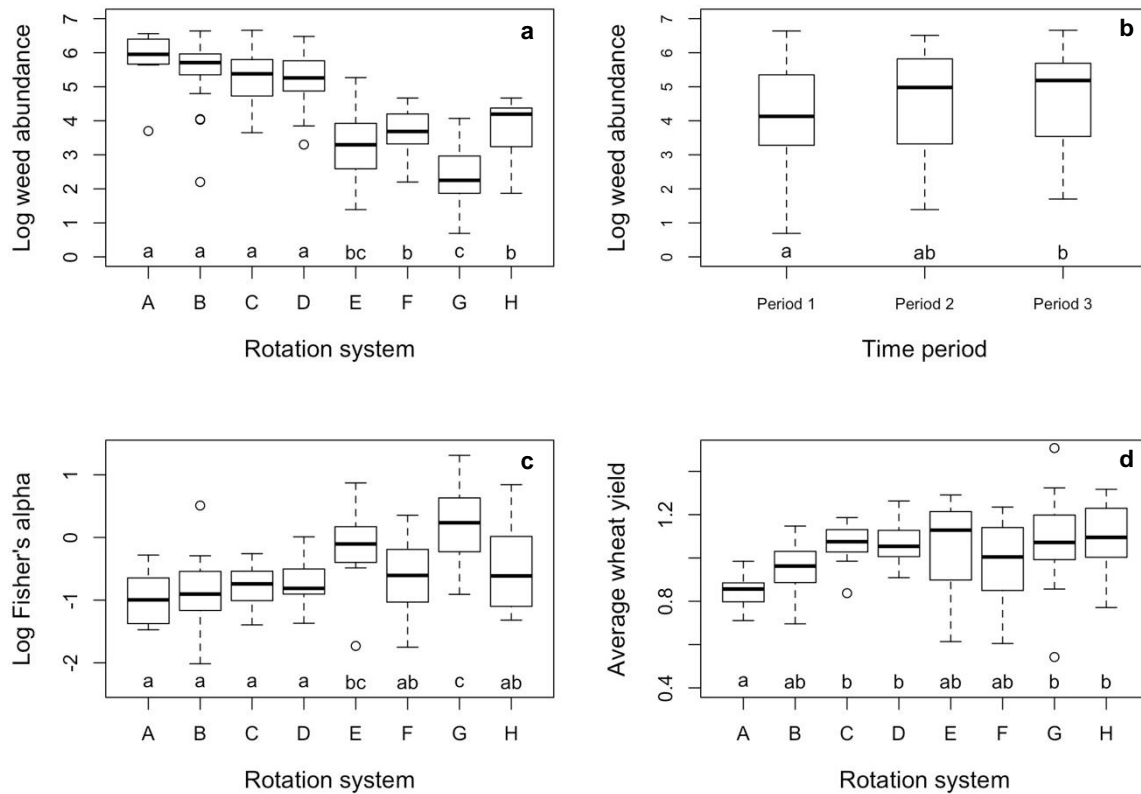 a
Log weed abundance
7
6
5
4
3
2
1
0
a a a a bc b c b
A B C D E F G H
Rotation system
b
Log weed abundance
7
6
5
4
3
2
1
0
a ab b
Period 1 Period 2 Period 3
Time period
c
Log Fisher's alpha
1
0
-1
-2
a a a a bc ab c ab
A B C D E F G H
Rotation system
d
Average wheat yield
1.2
0.8
0.4
a ab b b ab ab b b
A B C D E F G H
Rotation system